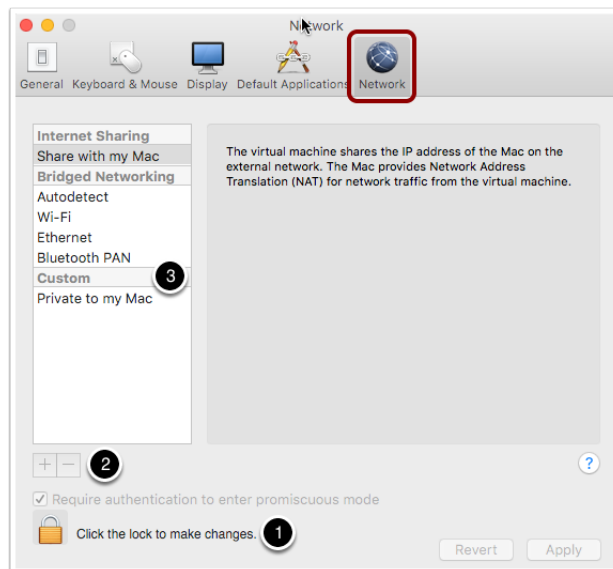 Network
General Keyboard & Mouse Display Default Applications Network
Internet Sharing
Share with my Mac
Bridged Networking
Autodetect
Wi-Fi
Ethernet
Bluetooth PAN
Custom
3
Private to my Mac
The virtual machine shares the IP address of the Mac on the
external network. The Mac provides Network Address
Translation (NAT) for network traffic from the virtual machine.
+ − 2
?
Require authentication to enter promiscuous mode
Click the lock to make changes. 1
Revert Apply